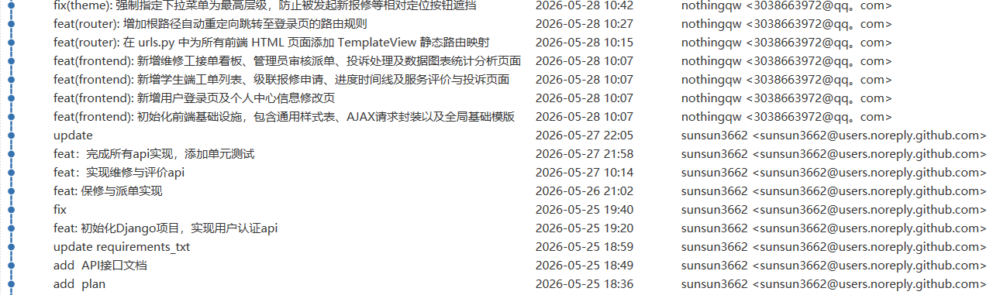 fix(theme): 强制指定下拉菜单为最高层级，防止被发起新报修等相对定位按钮遮挡 2026-05-28 10:42 nothingqw <3038663972@qq。com>
feat(router): 增加根路径自动重定向跳转至登录页的路由规则 2026-05-28 10:27 nothingqw <3038663972@qq。com>
feat(router): 在 urls.py 中为所有前端 HTML 页面添加 TemplateView 静态路由映射 2026-05-28 10:15 nothingqw <3038663972@qq。com>
feat(frontend): 新增维修工接单看板、管理员审核派单、投诉处理及数据图表统计分析页面 2026-05-28 10:07 nothingqw <3038663972@qq。com>
feat(frontend): 新增学生端工单列表、级联报修申请、进度时间线及服务评价与投诉页面 2026-05-28 10:07 nothingqw <3038663972@qq。com>
feat(frontend): 新增用户登录页及个人中心信息修改页 2026-05-28 10:07 nothingqw <3038663972@qq。com>
feat(frontend): 初始化前端基础设施，包含通用样式表、AJAX请求封装以及全局基础模版 2026-05-28 10:07 nothingqw <3038663972@qq。com>
update 2026-05-27 22:05 sunsun3662 <sunsun3662@users.noreply.github.com>
feat：完成所有api实现，添加单元测试 2026-05-27 21:58 sunsun3662 <sunsun3662@users.noreply.github.com>
feat：实现维修与评价api 2026-05-27 10:14 sunsun3662 <sunsun3662@users.noreply.github.com>
feat: 保修与派单实现 2026-05-26 21:02 sunsun3662 <sunsun3662@users.noreply.github.com>
fix 2026-05-25 19:40 sunsun3662 <sunsun3662@users.noreply.github.com>
feat: 初始化Django项目，实现用户认证api 2026-05-25 19:20 sunsun3662 <sunsun3662@users.noreply.github.com>
update requirements_txt 2026-05-25 18:59 sunsun3662 <sunsun3662@users.noreply.github.com>
add  API接口文档 2026-05-25 18:49 sunsun3662 <sunsun3662@users.noreply.github.com>
add  plan 2026-05-25 18:36 sunsun3662 <sunsun3662@users.noreply.github.com>